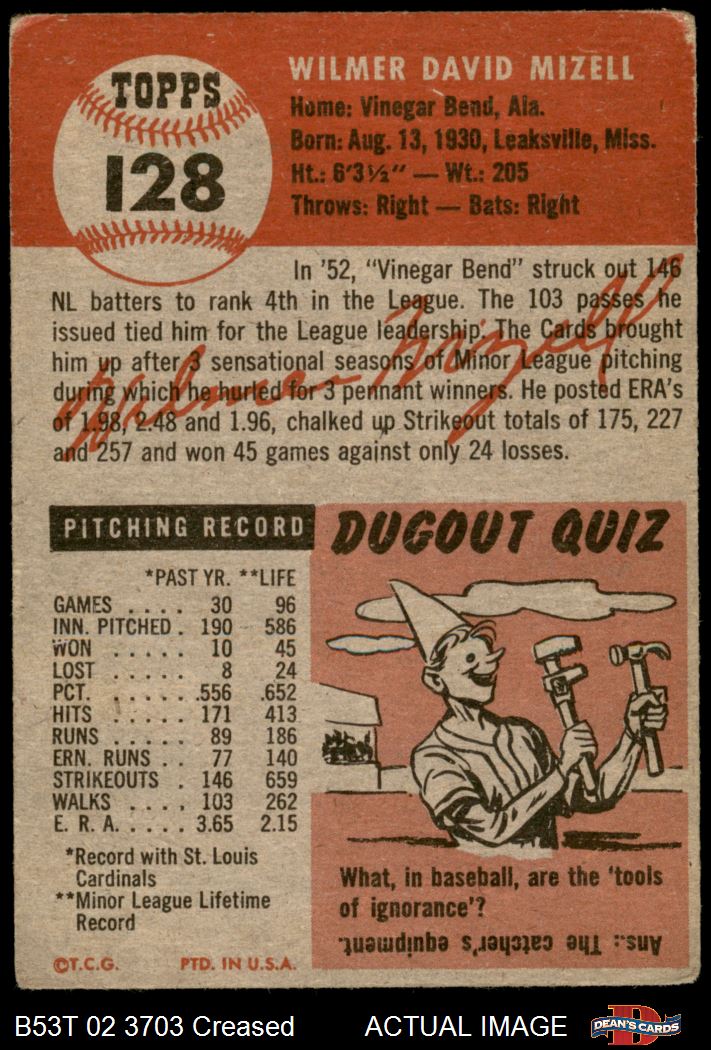 TOPPS
128
WILMER DAVID MIZELL
Home: Vinegar Bend, Ala.
Born: Aug. 13, 1930, Leaksville, Miss.
Ht.: 6'3½" — Wt.: 205
Throws: Right — Bats: Right
In '52, "Vinegar Bend" struck out 146
NL batters to rank 4th in the League. The 103 passes he
issued tied him for the League leadership. The Cards brought
him up after 3 sensational seasons of Minor League pitching
during which he hurled for 3 pennant winners. He posted ERA's
of 1.98, 2.48 and 1.96, chalked up Strikeout totals of 175, 227
and 257 and won 45 games against only 24 losses.
Wilmer Mizell
PITCHING RECORD
*PAST YR. **LIFE
GAMES . . . . 30 96
INN. PITCHED . 190 586
WON . . . . . 10 45
LOST . . . . . 8 24
PCT. . . . . . .556 .652
HITS . . . . . 171 413
RUNS . . . . . 89 186
ERN. RUNS . . 77 140
STRIKEOUTS . 146 659
WALKS . . . . 103 262
E. R. A. . . . . 3.65 2.15
*Record with St. Louis
Cardinals
**Minor League Lifetime
Record
©T.C.G. PTD. IN U.S.A.
DUGOUT QUIZ
What, in baseball, are the 'tools
of ignorance'?
Ans.: The catcher's equipment.
B53T 02 3703 Creased ACTUAL IMAGE
D
DEAN'S CARDS